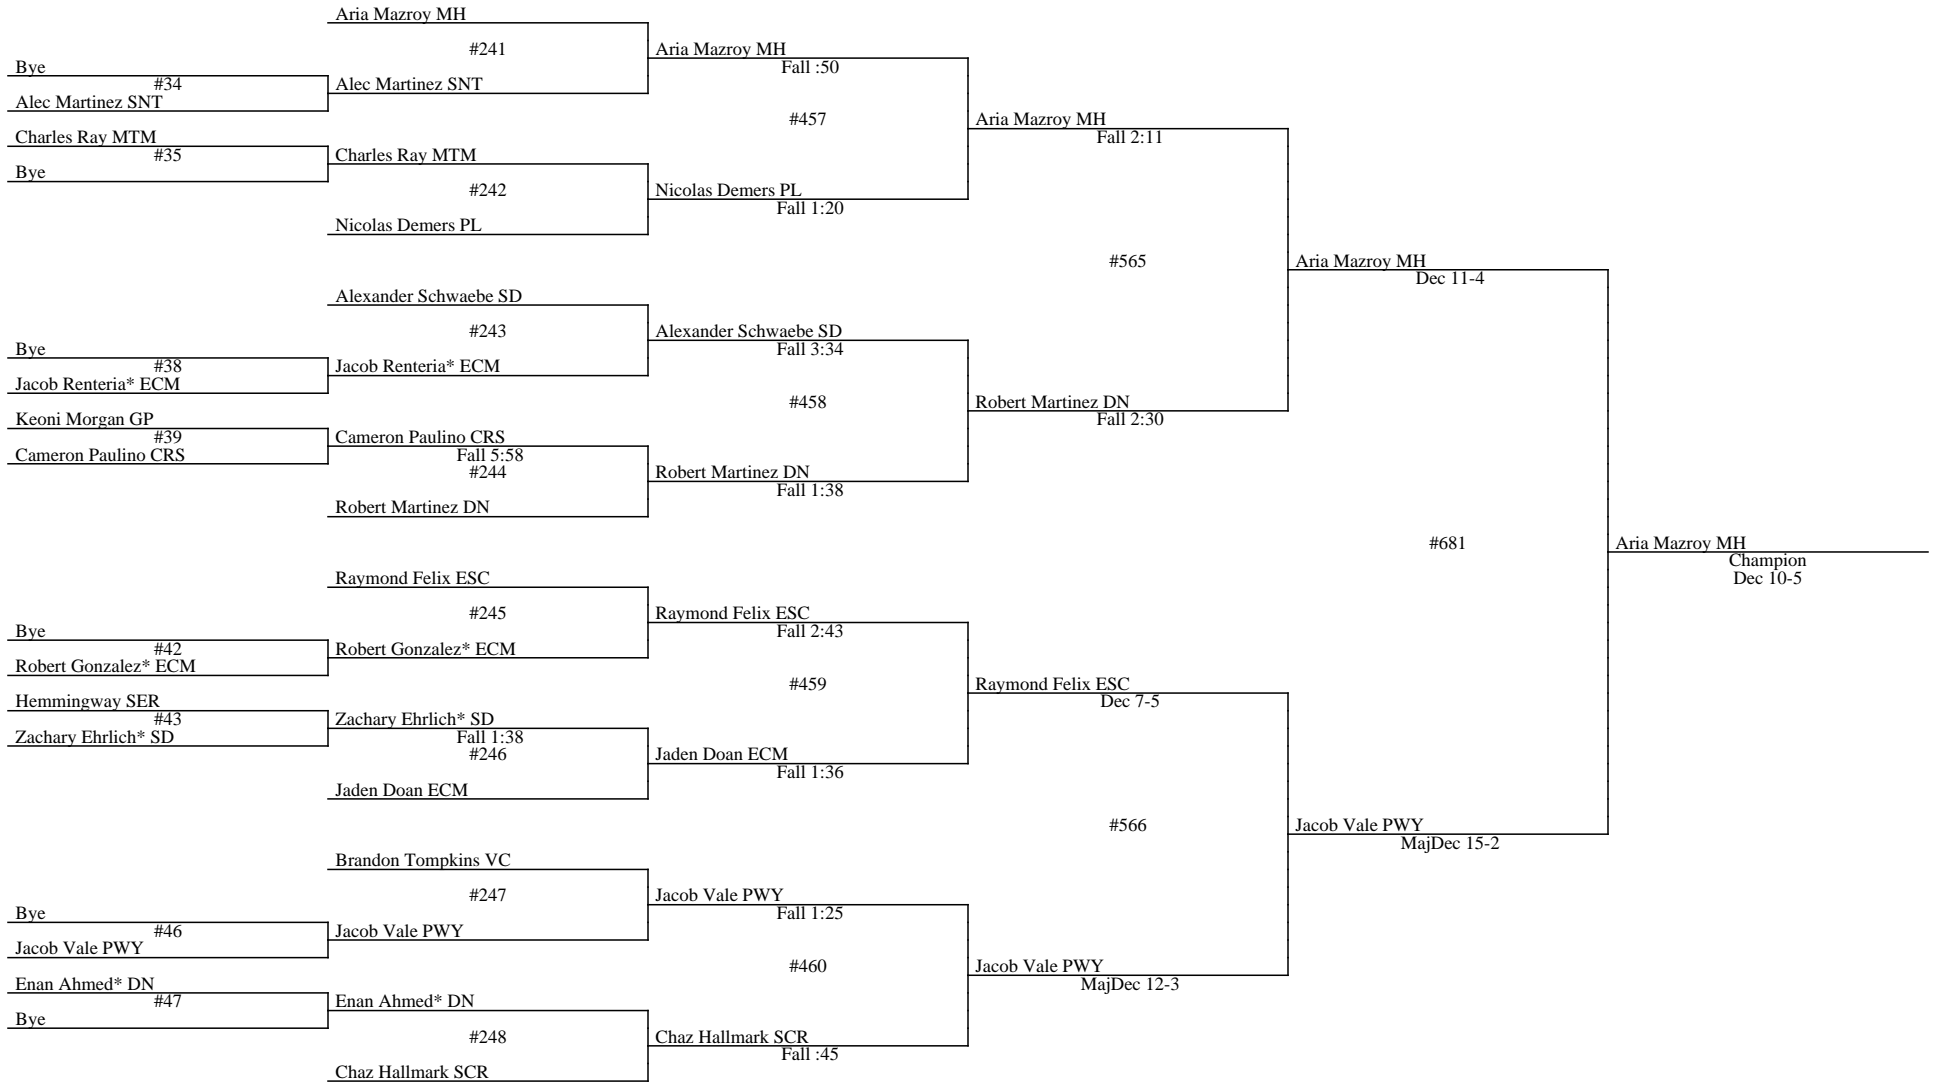 Aria Mazroy MH
#241
Aria Mazroy MH
Fall :50
Bye
#34
Alec Martinez SNT
Alec Martinez SNT
#457
Aria Mazroy MH
Fall 2:11
Charles Ray MTM
#35
Charles Ray MTM
Bye
#242
Nicolas Demers PL
Fall 1:20
Nicolas Demers PL
#565
Aria Mazroy MH
Dec 11-4
Alexander Schwaebe SD
#243
Alexander Schwaebe SD
Fall 3:34
Bye
#38
Jacob Renteria* ECM
Jacob Renteria* ECM
#458
Robert Martinez DN
Fall 2:30
Keoni Morgan GP
#39
Cameron Paulino CRS
Fall 5:58
Cameron Paulino CRS
#244
Robert Martinez DN
Fall 1:38
Robert Martinez DN
#681
Aria Mazroy MH
Champion
Dec 10-5
Raymond Felix ESC
#245
Raymond Felix ESC
Fall 2:43
Bye
#42
Robert Gonzalez* ECM
Robert Gonzalez* ECM
#459
Raymond Felix ESC
Dec 7-5
Hemmingway SER
#43
Zachary Ehrlich* SD
Fall 1:38
Zachary Ehrlich* SD
#246
Jaden Doan ECM
Fall 1:36
Jaden Doan ECM
#566
Jacob Vale PWY
MajDec 15-2
Brandon Tompkins VC
#247
Jacob Vale PWY
Fall 1:25
Bye
#46
Jacob Vale PWY
Jacob Vale PWY
#460
Jacob Vale PWY
MajDec 12-3
Enan Ahmed* DN
#47
Enan Ahmed* DN
Bye
#248
Chaz Hallmark SCR
Fall :45
Chaz Hallmark SCR